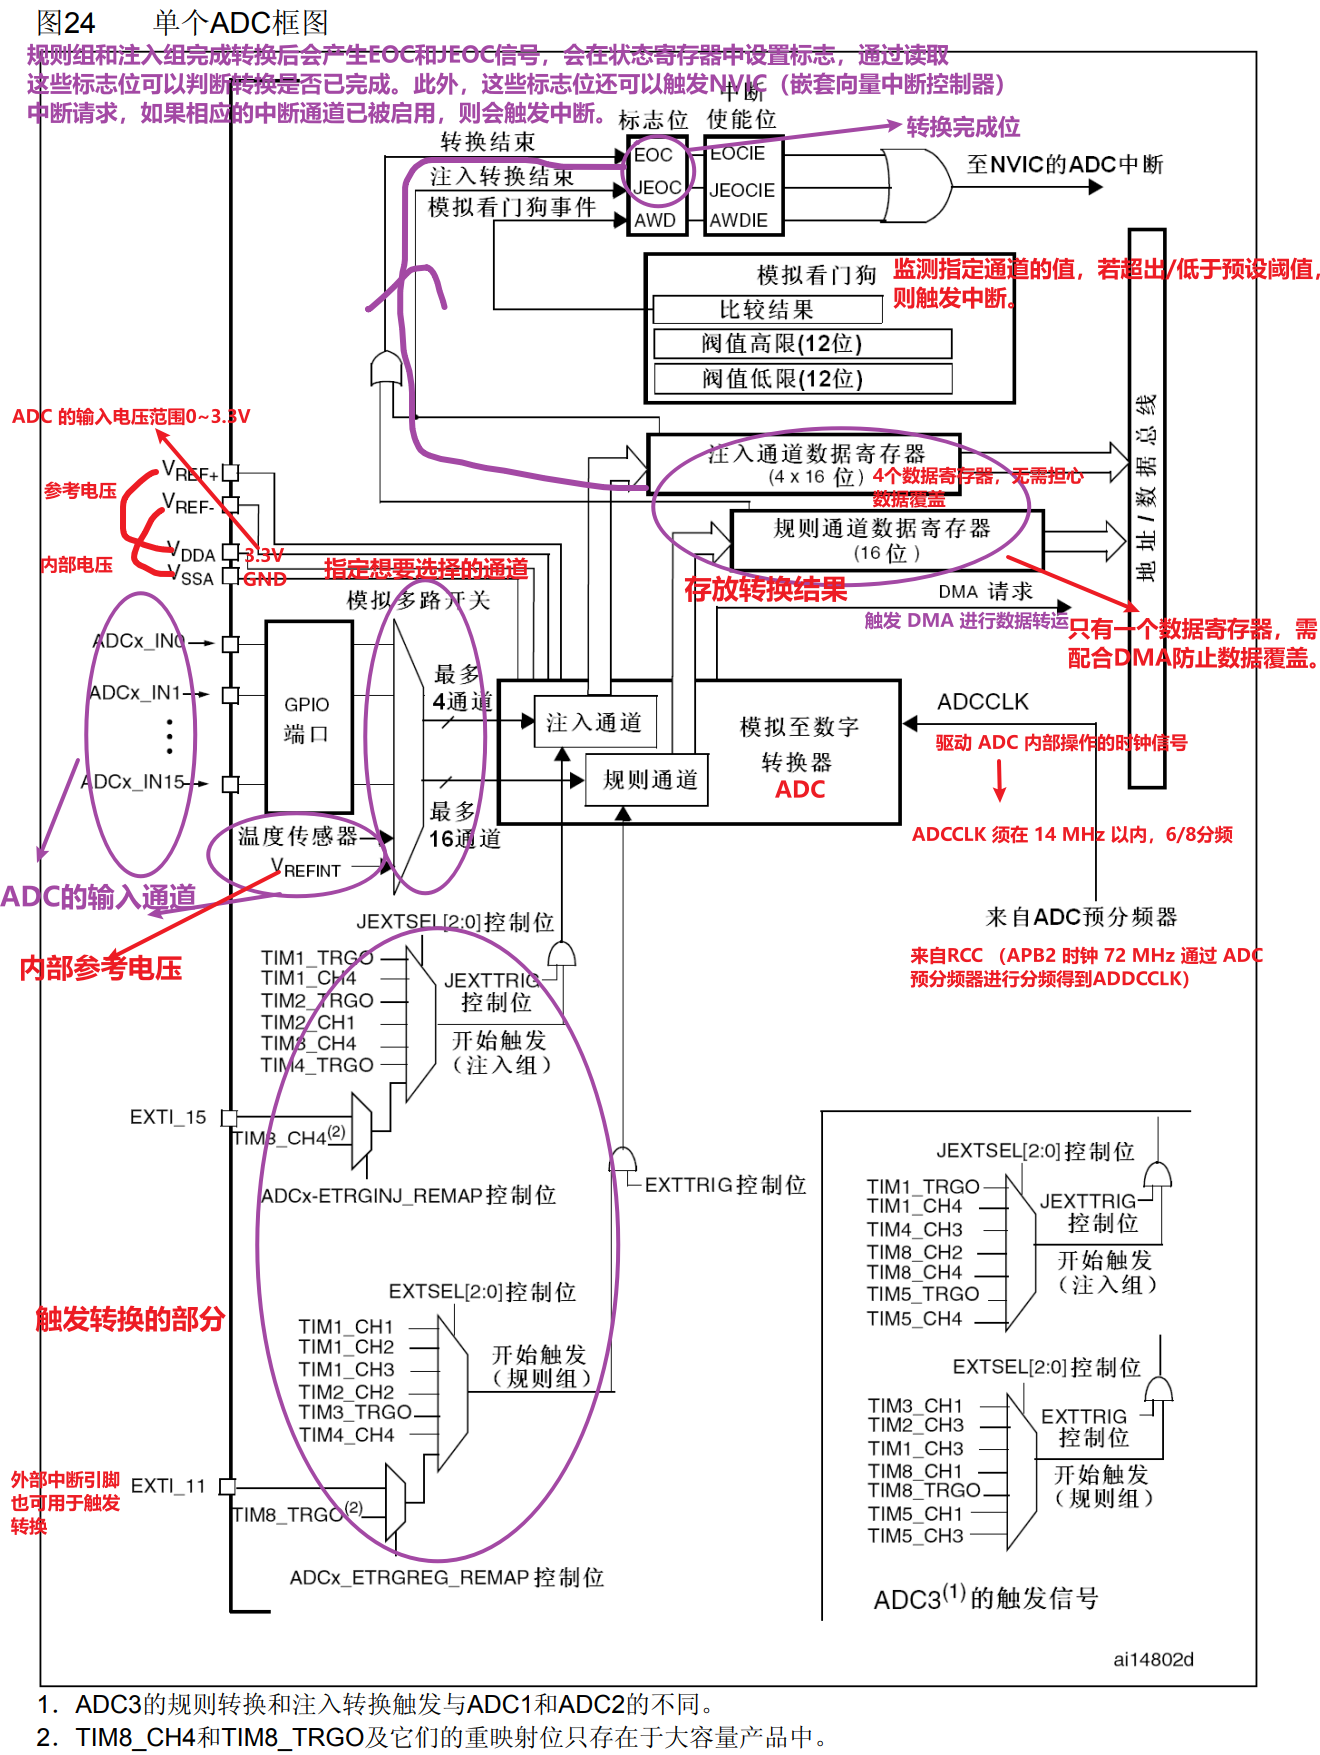 图24 单个ADC框图
规则组和注入组完成转换后会产生EOC和JEOC信号，会在状态寄存器中设置标志，通过读取
这些标志位可以判断转换是否已完成。此外，这些标志位还可以触发NVIC（嵌套向量中断控制器）
中断请求，如果相应的中断通道已被启用，则会触发中断。
中断
标志位 使能位
转换完成位
转换结束
EOC
EOCIE
注入转换结束
JEOC
JEOCIE
至NVIC的ADC中断
模拟看门狗事件
AWD
AWDIE
模拟看门狗
监测指定通道的值，若超出/低于预设阈值，
则触发中断。
比较结果
阀值高限(12位)
阀值低限(12位)
地址/数据总线
ADC 的输入电压范围0~3.3V
注入通道数据寄存器
(4 x 16 位)
4个数据寄存器，无需担心
数据覆盖
VREF+
参考电压
VREF-
规则通道数据寄存器
(16 位)
VDDA
3.3V
内部电压
VSSA
GND
指定想要选择的通道
存放转换结果
DMA 请求
触发 DMA 进行数据转运
只有一个数据寄存器，需
配合DMA防止数据覆盖。
模拟多路开关
ADCx_IN0
ADCx_IN1
ADCx_IN15
GPIO
端口
最多
4通道
注入通道
规则通道
最多
16通道
模拟至数字
转换器
ADC
ADCCLK
驱动 ADC 内部操作的时钟信号
ADCCLK 须在 14 MHz 以内，6/8分频
温度传感器
VREFINT
ADC的输入通道
内部参考电压
来自ADC预分频器
来自RCC （APB2 时钟 72 MHz 通过 ADC
预分频器进行分频得到ADDCCLK）
JEXTSEL[2:0]控制位
TIM1_TRGO
TIM1_CH4
TIM2_TRGO
TIM2_CH1
TIM3_CH4
TIM4_TRGO
JEXTTRIG
控制位
开始触发
(注入组)
EXTI_15
TIM8_CH4(2)
ADCx-ETRGINJ_REMAP控制位
EXTTRIG控制位
触发转换的部分
EXTSEL[2:0]控制位
TIM1_CH1
TIM1_CH2
TIM1_CH3
TIM2_CH2
TIM3_TRGO
TIM4_CH4
开始触发
(规则组)
外部中断引脚
也可用于触发
转换
EXTI_11
TIM8_TRGO(2)
ADCx_ETRGREG_REMAP 控制位
JEXTSEL[2:0]控制位
TIM1_TRGO
TIM1_CH4
TIM4_CH3
TIM8_CH2
TIM8_CH4
TIM5_TRGO
TIM5_CH4
JEXTTRIG
控制位
开始触发
(注入组)
EXTSEL[2:0]控制位
TIM3_CH1
TIM2_CH3
TIM1_CH3
TIM8_CH1
TIM8_TRGO
TIM5_CH1
TIM5_CH3
EXTTRIG
控制位
开始触发
(规则组)
ADC3(1)的触发信号
ai14802d
1. ADC3的规则转换和注入转换触发与ADC1和ADC2的不同。
2. TIM8_CH4和TIM8_TRGO及它们的重映射位只存在于大容量产品中。